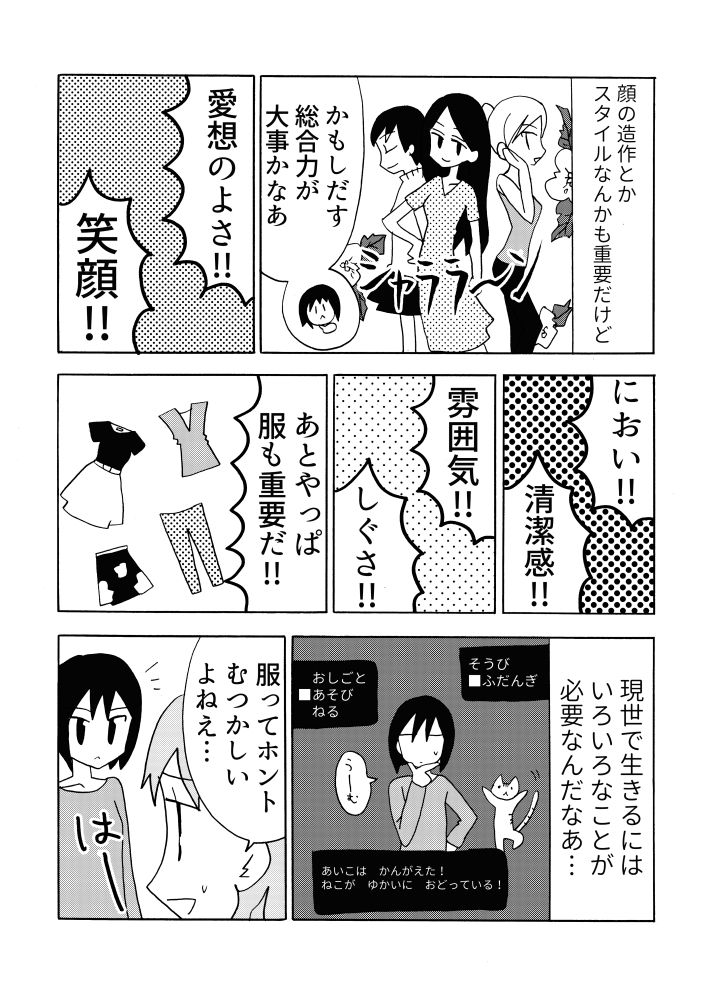 顔の造作とか
スタイルなんかも重要だけど
シャララ〜ン
かもしだす
総合力が
大事かなあ
愛想のよさ!!
笑顔!!
におい!!
清潔感!!
雰囲気!!
しぐさ!!
あとやっぱ
服も重要だ!!
現世で生きるには
いろいろなことが
必要なんだなあ…
そうび
■ふだんぎ
おしごと
■あそび
ねる
うーむ
あいこは かんがえた!
ねこが ゆかいに おどっている!
服ってホント
むつかしい
よねえ…
はー